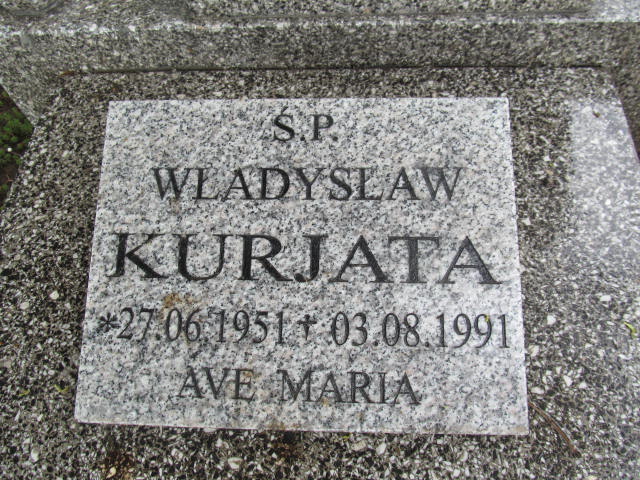 Ś.P.
WŁADYSŁAW
KURJATA
*27.06.1951 ✝ 03.08.1991
AVE MARIA